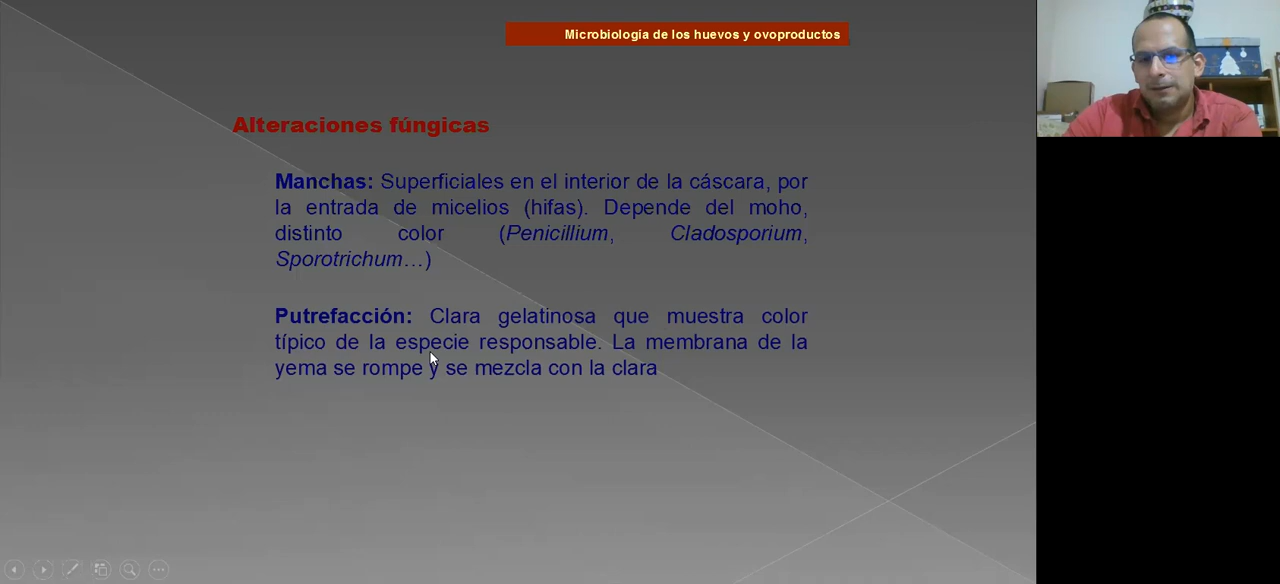 Microbiología de los huevos y ovoproductos
Alteraciones fúngicas
Manchas: Superficiales en el interior de la cáscara, por
la entrada de micelios (hifas). Depende del moho,
distinto color (Penicillium, Cladosporium,
Sporotrichum…)
Putrefacción: Clara gelatinosa que muestra color
típico de la especie responsable. La membrana de la
yema se rompe y se mezcla con la clara